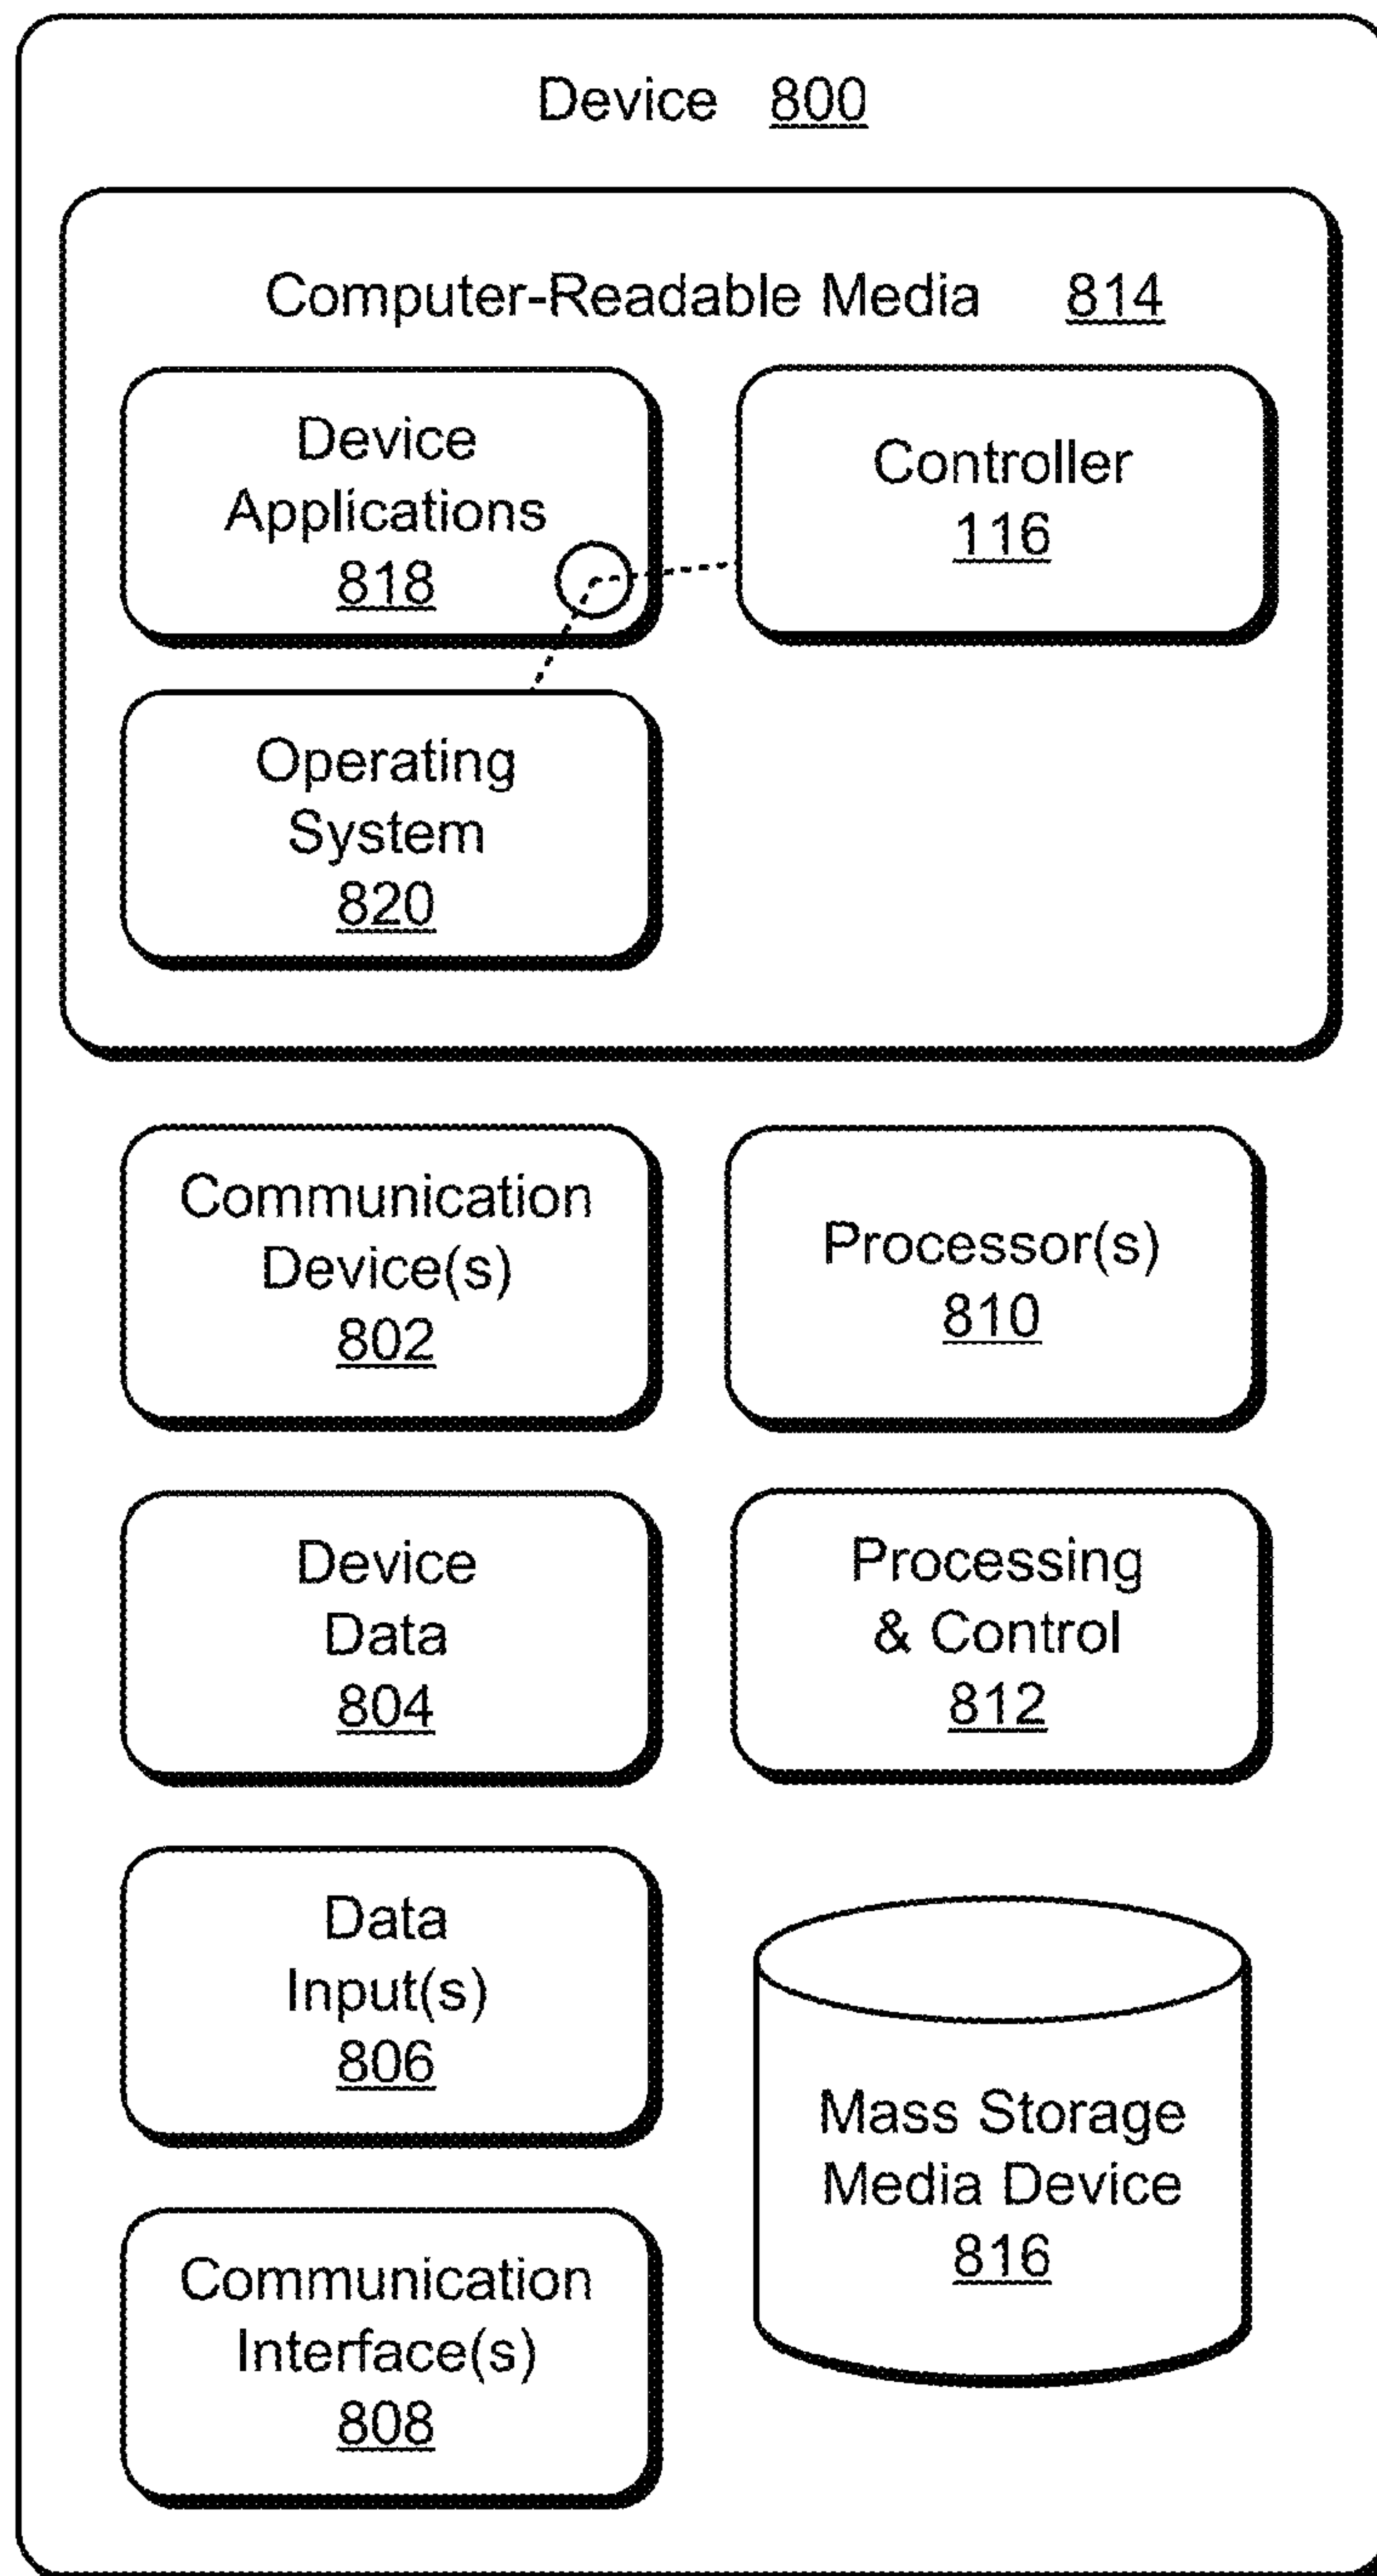 Device 800
Computer-Readable Media 814
Device
Applications
818
Controller
116
Operating
System
820
Communication
Device(s)
802
Processor(s)
810
Device
Data
804
Processing
& Control
812
Data
Input(s)
806
Mass Storage
Media Device
816
Communication
Interface(s)
808